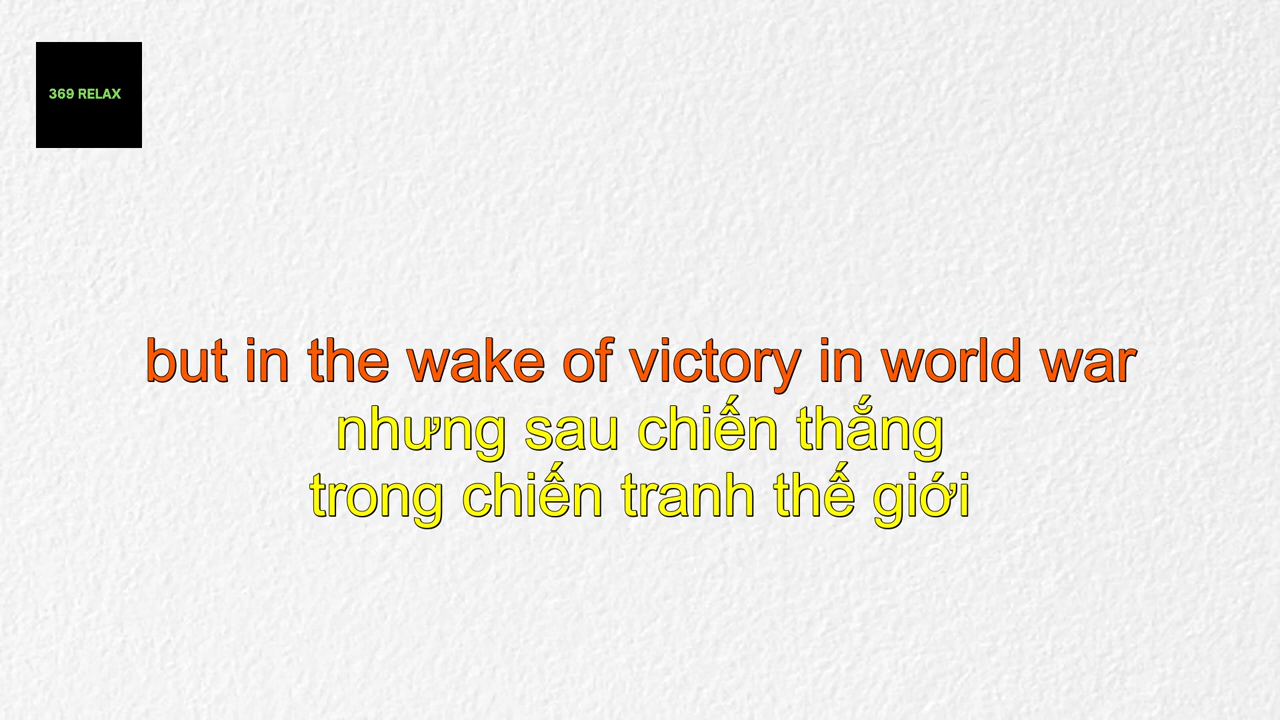 369 RELAX
but in the wake of victory in world war
nhưng sau chiến thắng
trong chiến tranh thế giới